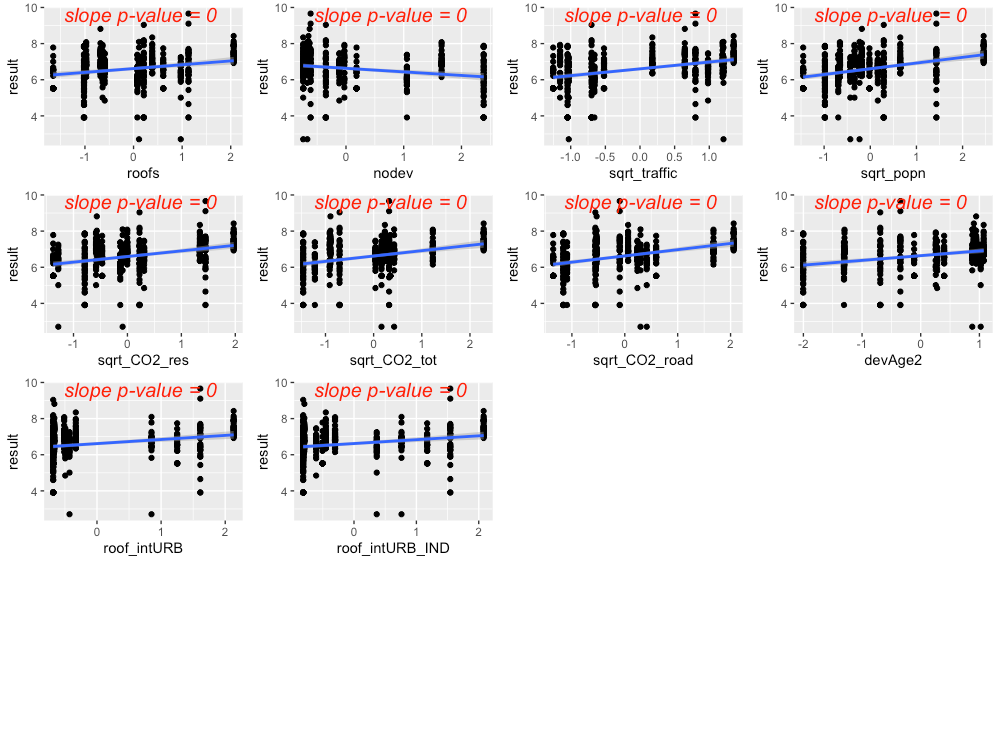 slope p-value = 0
slope p-value = 0
slope p-value = 0
slope p-value = 0
result
10
8
6
4
-1
0
1
2
roofs
result
10
8
6
4
0
1
2
nodev
result
10
8
6
4
-1.0
-0.5
0.0
0.5
1.0
sqrt_traffic
result
10
8
6
4
-1
0
1
2
sqrt_popn
slope p-value = 0
slope p-value = 0
slope p-value = 0
slope p-value = 0
result
10
8
6
4
-1
0
1
2
sqrt_CO2_res
result
10
8
6
4
-1
0
1
2
sqrt_CO2_tot
result
10
8
6
4
-1
0
1
2
sqrt_CO2_road
result
10
8
6
4
-2
-1
0
1
devAge2
slope p-value = 0
slope p-value = 0
result
10
8
6
4
0
1
2
roof_intURB
result
10
8
6
4
0
1
2
roof_intURB_IND